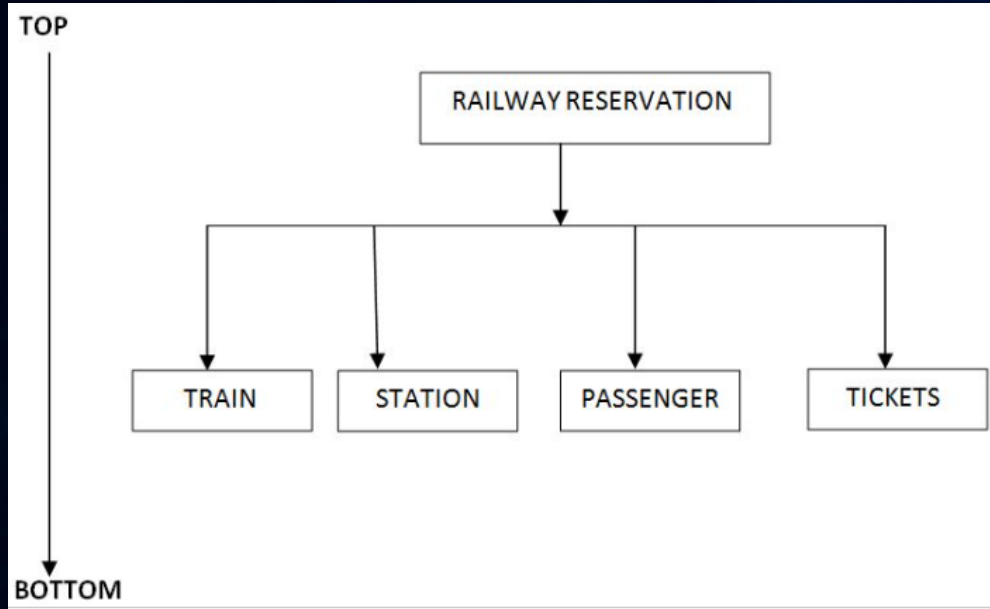 TOP
RAILWAY RESERVATION
TRAIN
STATION
PASSENGER
TICKETS
BOTTOM